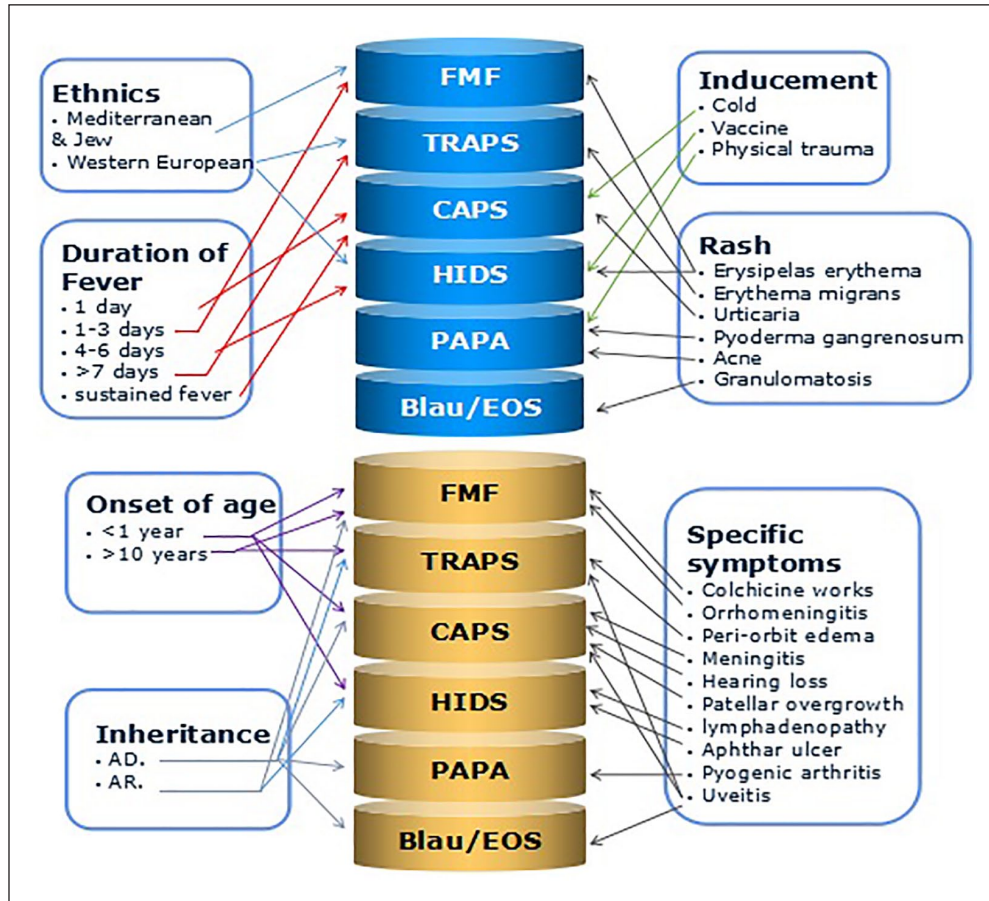 Ethnics
• Mediterranean
& Jew
• Western European
Duration of
Fever
• 1 day
• 1-3 days
• 4-6 days
• >7 days
• sustained fever
FMF
TRAPS
CAPS
HIDS
PAPA
Blau/EOS
Inducement
• Cold
• Vaccine
• Physical trauma
Rash
• Erysipelas erythema
• Erythema migrans
• Urticaria
• Pyoderma gangrenosum
• Acne
• Granulomatosis
Onset of age
• <1 year
• >10 years
Inheritance
• AD.
• AR.
FMF
TRAPS
CAPS
HIDS
PAPA
Blau/EOS
Specific
symptoms
• Colchicine works
• Orrhomeningitis
• Peri-orbit edema
• Meningitis
• Hearing loss
• Patellar overgrowth
• lymphadenopathy
• Aphthar ulcer
• Pyogenic arthritis
• Uveitis